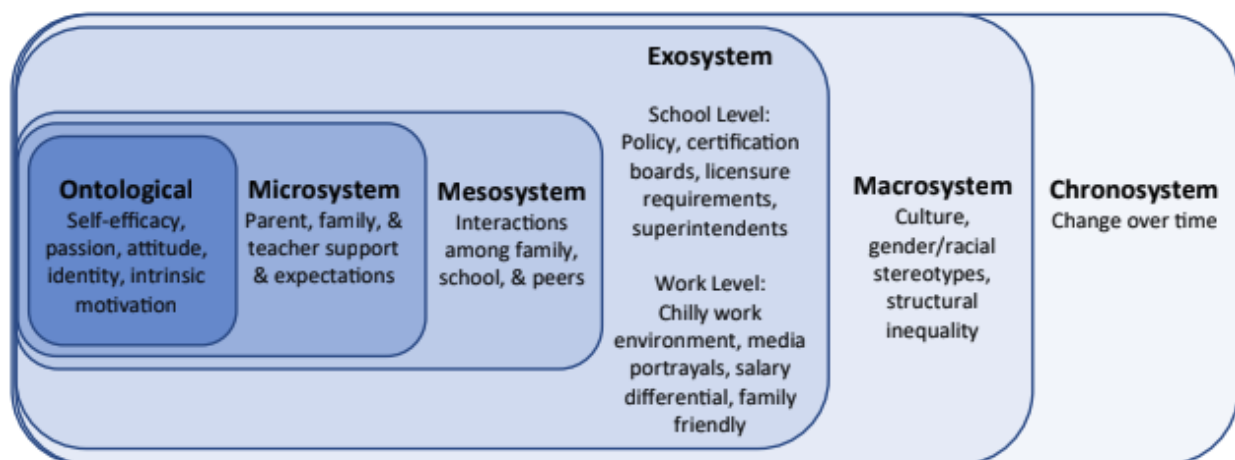 Ontological
Self-efficacy,
passion, attitude,
identity, intrinsic
motivation
Microsystem
Parent, family, &
teacher support
& expectations
Mesosystem
Interactions
among family,
school, & peers
Exosystem
School Level:
Policy, certification
boards, licensure
requirements,
superintendents
Work Level:
Chilly work
environment, media
portrayals, salary
differential, family
friendly
Macrosystem
Culture,
gender/racial
stereotypes,
structural
inequality
Chronosystem
Change over time